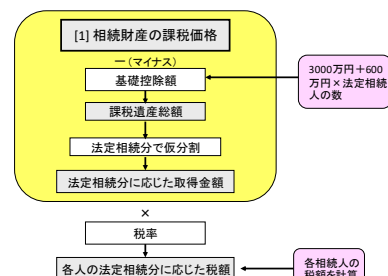 [1] 相続財産の課税価格
ー(マイナス)
基礎控除額
3000万円＋600
万円×法定相続
人の数
課税遺産総額
法定相続分で仮分割
法定相続分に応じた取得金額
×
税率
各人の法定相続分に応じた税額
各相続人の
税額を計算